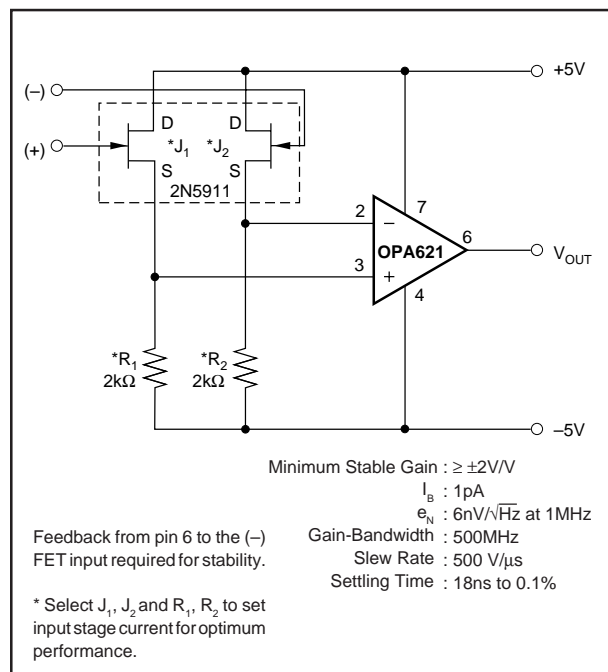 +5V
(–)
D D
(+)
*J₁ *J₂
S S
2N5911
2
7
–
6
OPA621
V_OUT
3
+
4
*R₁ *R₂
2kΩ 2kΩ
–5V
Minimum Stable Gain : ≥ ±2V/V
I_B : 1pA
e_N : 6nV/√Hz at 1MHz
Gain-Bandwidth : 500MHz
Slew Rate : 500 V/µs
Settling Time : 18ns to 0.1%
Feedback from pin 6 to the (–)
FET input required for stability.
* Select J₁, J₂ and R₁, R₂ to set
input stage current for optimum
performance.